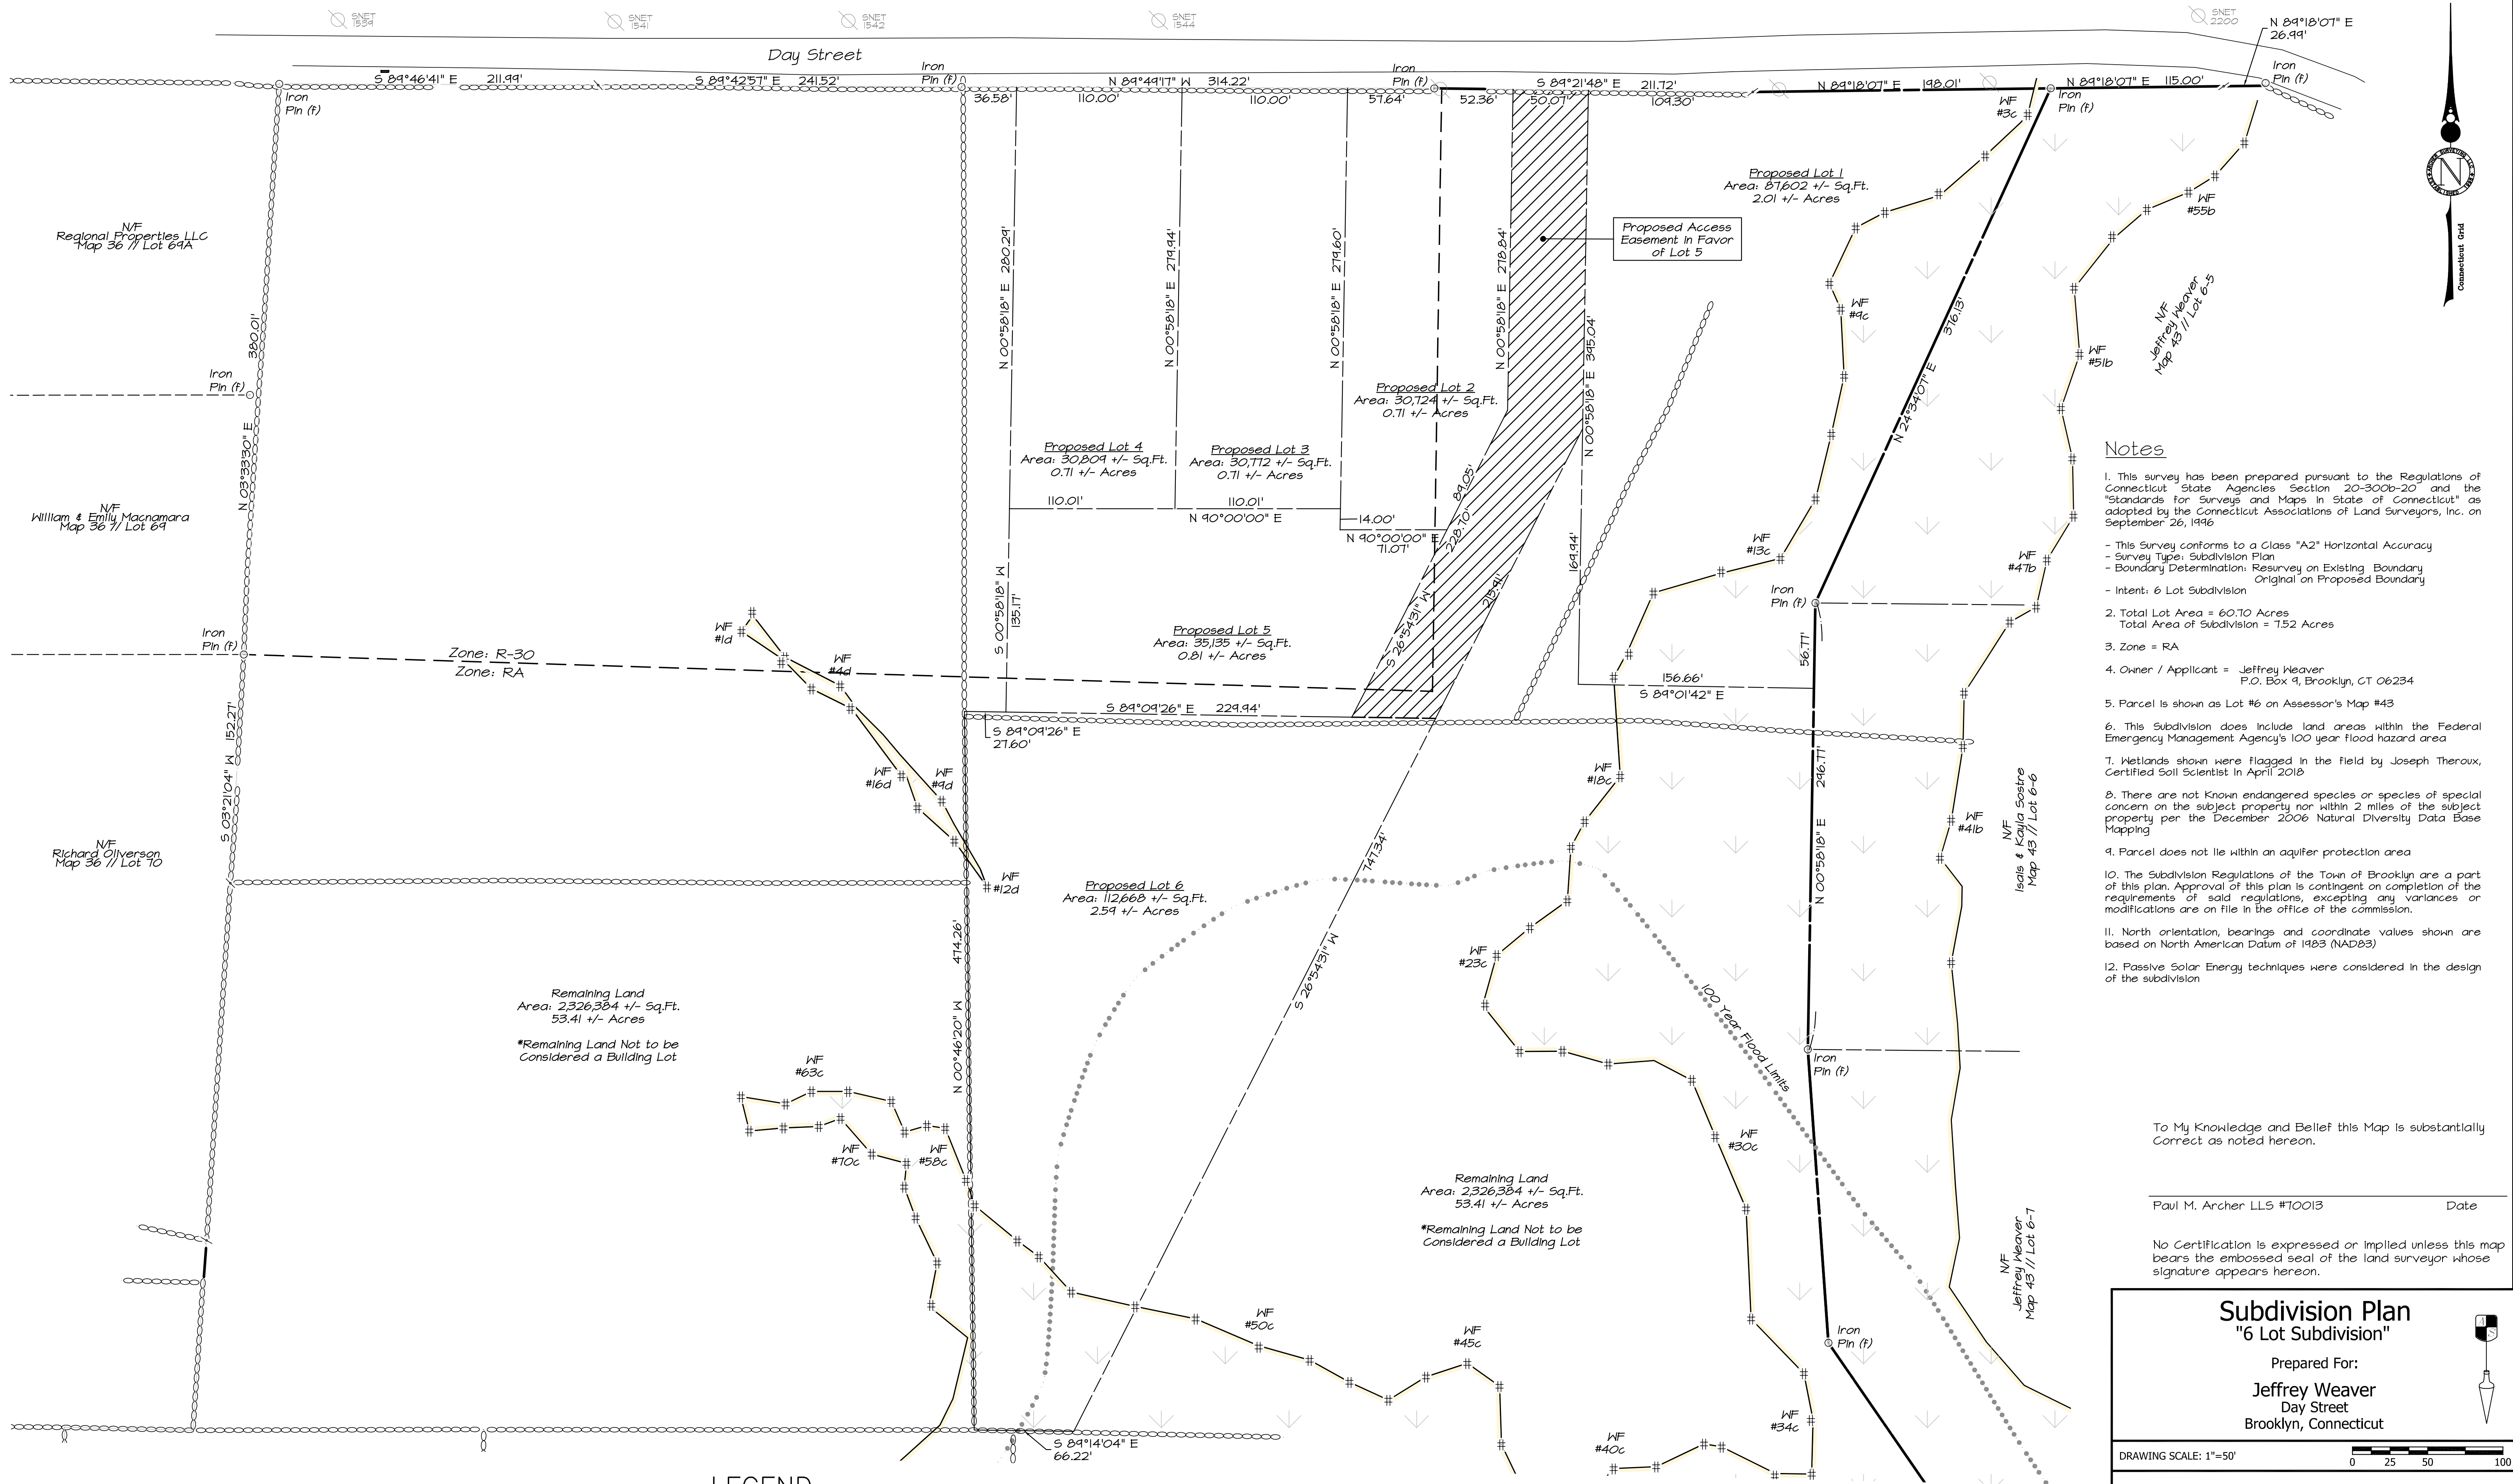 SNET
1539
SNET
1541
SNET
1542
SNET
1544
SNET
2200
N 89°18'07" E
26.99'
Day Street
S 89°46'41" E 211.99'
S 89°42'57" E 241.52'
Iron
Pin (f)
N 89°49'17" W 314.22'
Iron
Pin (f)
S 89°21'48" E 211.72'
N 89°18'07" E 198.01'
N 89°18'07" E 115.00'
Iron
Pin (f)
Iron
Pin (f)
36.58'
110.00'
110.00'
57.64'
52.36'
50.07'
109.30'
WF
#3c
Iron
Pin (f)
Proposed Lot 1
Area: 87,602 +/- Sq.Ft.
2.01 +/- Acres
WF
#55b
N/F
Regional Properties LLC
Map 36 // Lot 69A
N 00°58'18" E 280.29'
N 00°58'18" E 279.94'
N 00°58'18" E 279.60'
N 00°58'18" E 278.84'
Proposed Access
Easement in Favor
of Lot 5
Connecticut Grid
N
N/F
Jeffrey Weaver
Map 43 // Lot 6-5
WF
#9c
376.13'
N 24°34'07" E
WF
#51b
380.01'
N 03°33'30" E
N 00°58'18" E 395.04'
Iron
Pin (f)
Proposed Lot 2
Area: 30,724 +/- Sq.Ft.
0.71 +/- Acres
Proposed Lot 4
Area: 30,809 +/- Sq.Ft.
0.71 +/- Acres
Proposed Lot 3
Area: 30,772 +/- Sq.Ft.
0.71 +/- Acres
110.01'
110.01'
N 90°00'00" E
14.00'
N 90°00'00" E
71.07'
89.05'
228.70'
S 26°54'31" W
215.91'
169.94'
N/F
William & Emily Macnamara
Map 36 // Lot 69
WF
#13c
WF
#47b
Iron
Pin (f)
S 00°58'18" W
135.17'
Proposed Lot 5
Area: 35,135 +/- Sq.Ft.
0.81 +/- Acres
WF
#1d
WF
#4d
Iron
Pin (f)
Zone: R-30
Zone: RA
56.77'
156.66'
S 89°01'42" E
S 89°09'26" E 229.94'
S 89°09'26" E
27.60'
S 03°21'04" W 152.27'
WF
#16d
WF
#9d
WF
#18c
296.77'
N 00°58'18" E
WF
#41b
N/F
Isais & Kayla Sostre
Map 43 // Lot 6-6
N/F
Richard Oliverson
Map 36 // Lot 70
WF
#12d
Proposed Lot 6
Area: 112,668 +/- Sq.Ft.
2.59 +/- Acres
747.34'
S 26°54'31" W
474.26'
N 00°46'20" W
WF
#23c
100 Year Flood Limits
Remaining Land
Area: 2,326,384 +/- Sq.Ft.
53.41 +/- Acres
*Remaining Land Not to be
Considered a Building Lot
WF
#63c
WF
#70c
WF
#58c
Iron
Pin (f)
WF
#30c
Remaining Land
Area: 2,326,384 +/- Sq.Ft.
53.41 +/- Acres
*Remaining Land Not to be
Considered a Building Lot
N/F
Jeffrey Weaver
Map 43 // Lot 6-7
WF
#50c
WF
#45c
Iron
Pin (f)
WF
#34c
WF
#40c
S 89°14'04" E
66.22'
LEGEND
Notes
1. This survey has been prepared pursuant to the Regulations of
Connecticut State Agencies Section 20-300b-20 and the
"Standards for Surveys and Maps in State of Connecticut" as
adopted by the Connecticut Associations of Land Surveyors, Inc. on
September 26, 1996
- This Survey conforms to a Class "A2" Horizontal Accuracy
- Survey Type: Subdivision Plan
- Boundary Determination: Resurvey on Existing Boundary
Original on Proposed Boundary
- Intent: 6 Lot Subdivision
2. Total Lot Area = 60.70 Acres
Total Area of Subdivision = 7.52 Acres
3. Zone = RA
4. Owner / Applicant = Jeffrey Weaver
P.O. Box 9, Brooklyn, CT 06234
5. Parcel is shown as Lot #6 on Assessor's Map #43
6. This Subdivision does include land areas within the Federal
Emergency Management Agency's 100 year flood hazard area
7. Wetlands shown were flagged in the field by Joseph Theroux,
Certified Soil Scientist in April 2018
8. There are not Known endangered species or species of special
concern on the subject property nor within 2 miles of the subject
property per the December 2006 Natural Diversity Data Base
Mapping
9. Parcel does not lie within an aquifer protection area
10. The Subdivision Regulations of the Town of Brooklyn are a part
of this plan. Approval of this plan is contingent on completion of the
requirements of said regulations, excepting any variances or
modifications are on file in the office of the commission.
11. North orientation, bearings and coordinate values shown are
based on North American Datum of 1983 (NAD83)
12. Passive Solar Energy techniques were considered in the design
of the subdivision
To My Knowledge and Belief this Map is substantially
Correct as noted hereon.
Paul M. Archer LLS #70013 Date
No Certification is expressed or implied unless this map
bears the embossed seal of the land surveyor whose
signature appears hereon.
Subdivision Plan
"6 Lot Subdivision"
Prepared For:
Jeffrey Weaver
Day Street
Brooklyn, Connecticut
DRAWING SCALE: 1"=50'
0 25 50 100